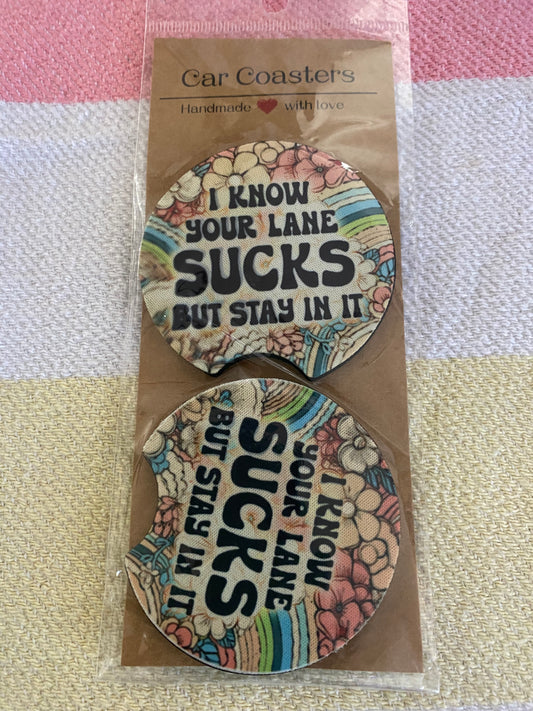 Car Coasters
Handmade with love
I KNOW
YOUR LANE
SUCKS
BUT STAY IN IT
I KNOW
YOUR LANE
SUCKS
BUT STAY IN IT